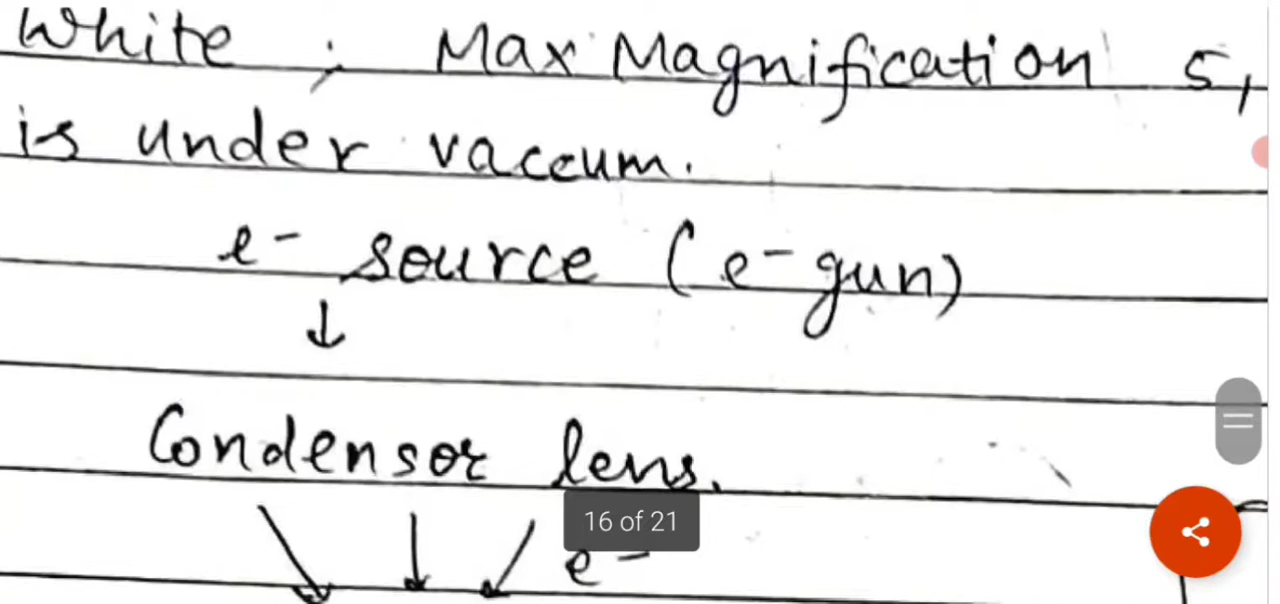 White ; Max Magnification 5,
is under vaccum.
e- source (e- gun)
↓
Condensor lens.
16 of 21
e-